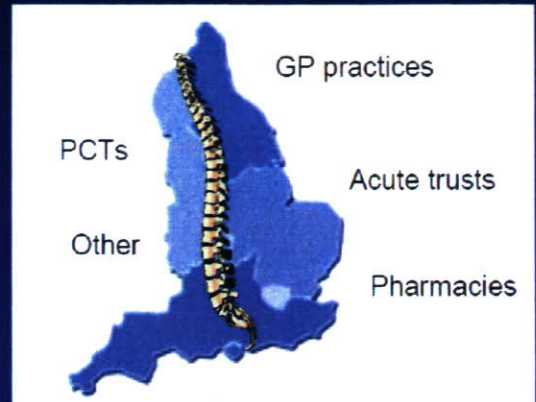 GP practices
PCTs
Acute trusts
Other
Pharmacies